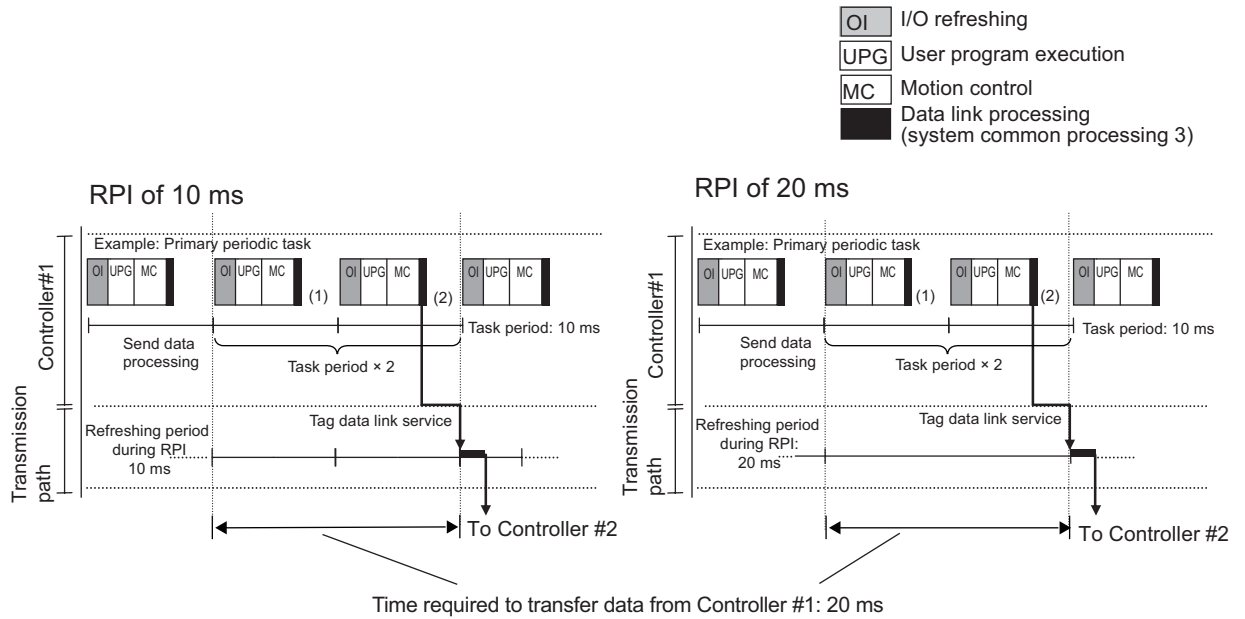 OI I/O refreshing
UPG User program execution
MC Motion control
Data link processing
(system common processing 3)
RPI of 10 ms
Controller#1
Example: Primary periodic task
OI UPG MC
OI UPG MC
(1)
OI UPG MC
(2)
OI UPG MC
Task period: 10 ms
Send data
processing
Task period × 2
Transmission
path
Tag data link service
Refreshing period
during RPI
10 ms
To Controller #2
RPI of 20 ms
Controller#1
Example: Primary periodic task
OI UPG MC
OI UPG MC
(1)
OI UPG MC
(2)
OI UPG MC
Task period: 10 ms
Send data
processing
Task period × 2
Transmission
path
Tag data link service
Refreshing period
during RPI:
20 ms
To Controller #2
Time required to transfer data from Controller #1: 20 ms